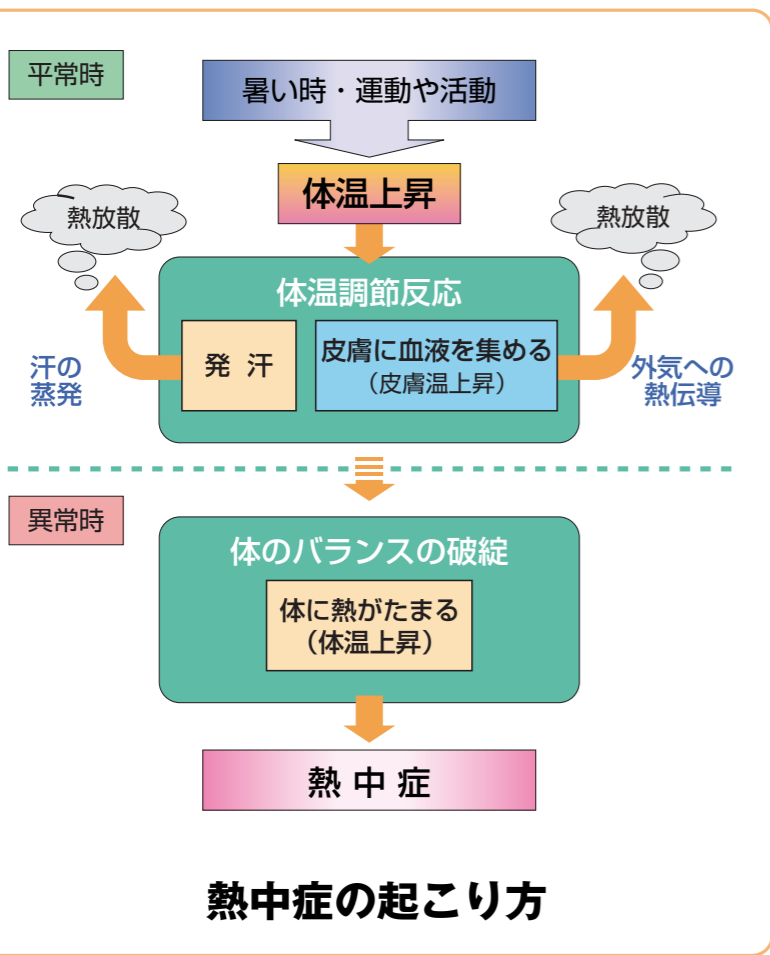 平常時
暑い時・運動や活動
体温上昇
熱放散
熱放散
体温調節反応
発 汗
皮膚に血液を集める
（皮膚温上昇）
汗の
蒸発
外気への
熱伝導
異常時
体のバランスの破綻
体に熱がたまる
（体温上昇）
熱 中 症
熱中症の起こり方